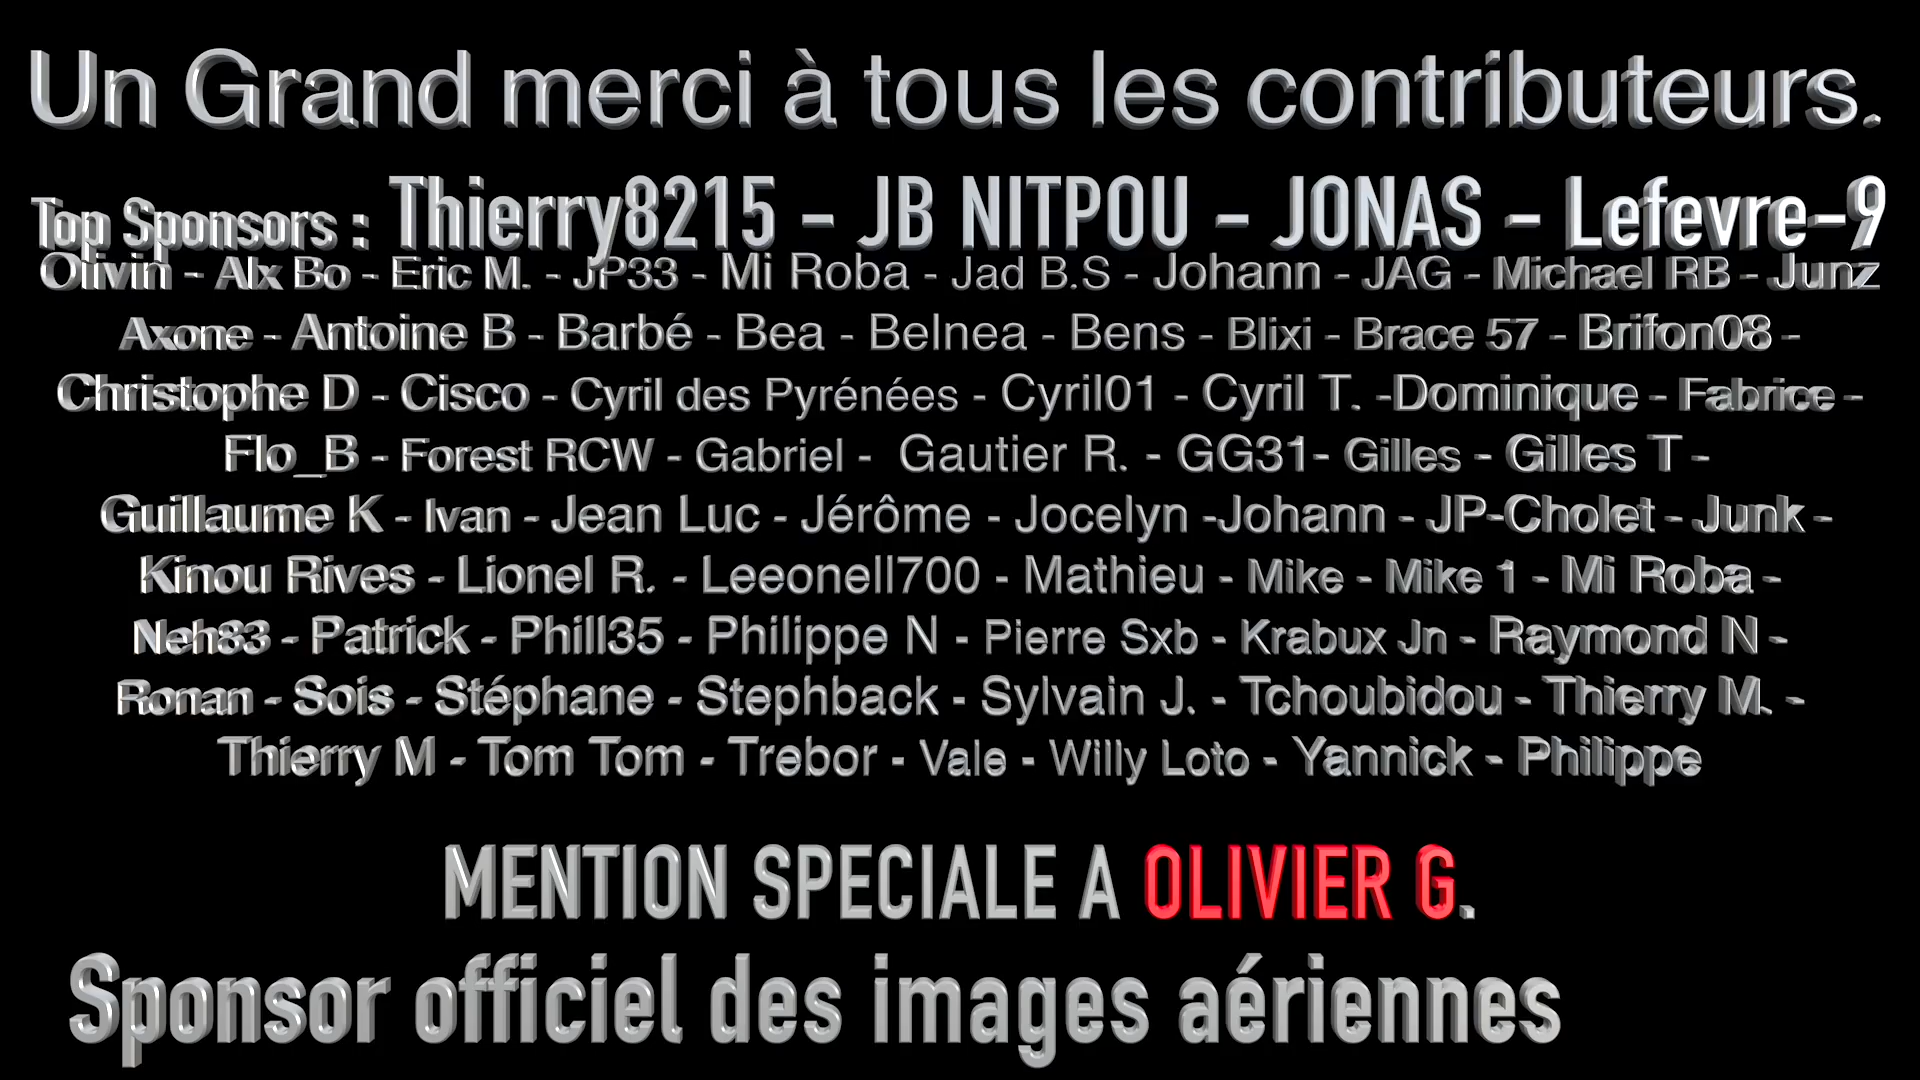 Un Grand merci à tous les contributeurs.
Top Sponsors : Thierry8215 - JB NITPOU - JONAS - Lefevre-9
Olivin - Alx Bo - Eric M. - JP33 - Mi Roba - Jad B.S - Johann - JAG - Michael RB - Junz
Axone - Antoine B - Barbé - Bea - Belnea - Bens - Blixi - Brace 57 - Brifon08 -
Christophe D - Cisco - Cyril des Pyrénées - Cyril01 - Cyril T. -Dominique - Fabrice -
Flo_B - Forest RCW - Gabriel - Gautier R. - GG31- Gilles - Gilles T -
Guillaume K - Ivan - Jean Luc - Jérôme - Jocelyn -Johann - JP-Cholet - Junk -
Kinou Rives - Lionel R. - Leeonell700 - Mathieu - Mike - Mike 1 - Mi Roba -
Neh83 - Patrick - Phill35 - Philippe N - Pierre Sxb - Krabux Jn - Raymond N -
Ronan - Sois - Stéphane - Stephback - Sylvain J. - Tchoubidou - Thierry M. -
Thierry M - Tom Tom - Trebor - Vale - Willy Loto - Yannick - Philippe
MENTION SPECIALE A OLIVIER G.
Sponsor officiel des images aériennes